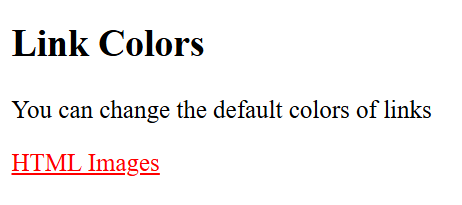 Link Colors
You can change the default colors of links
HTML Images